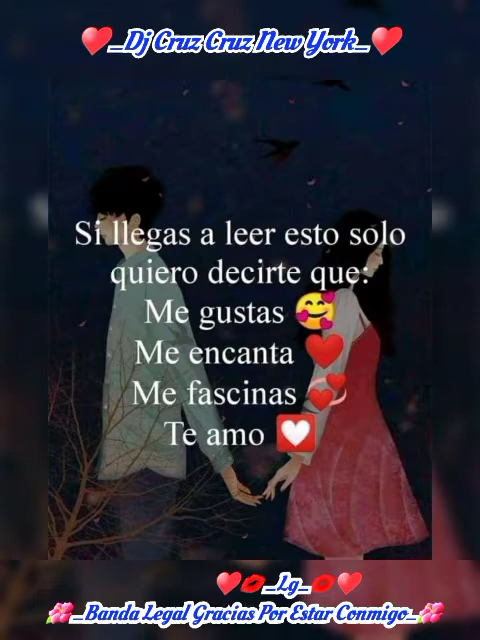 ❤️_Dj Cruz Cruz New York_❤️
Si llegas a leer esto solo
quiero decirte que:
Me gustas 🥰
Me encanta ❤️
Me fascinas 💞
Te amo 💟
❤️💋_Lg_💋❤️
💐_Banda Legal Gracias Por Estar Conmigo_💐